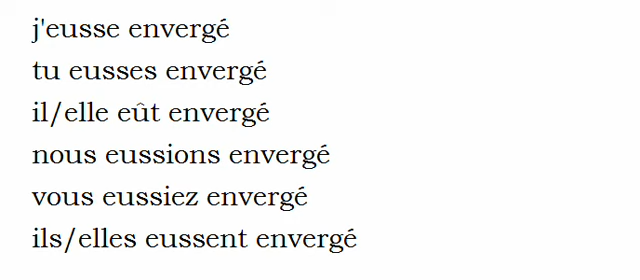 j'eusse envergé
tu eusses envergé
il/elle eût envergé
nous eussions envergé
vous eussiez envergé
ils/elles eussent envergé